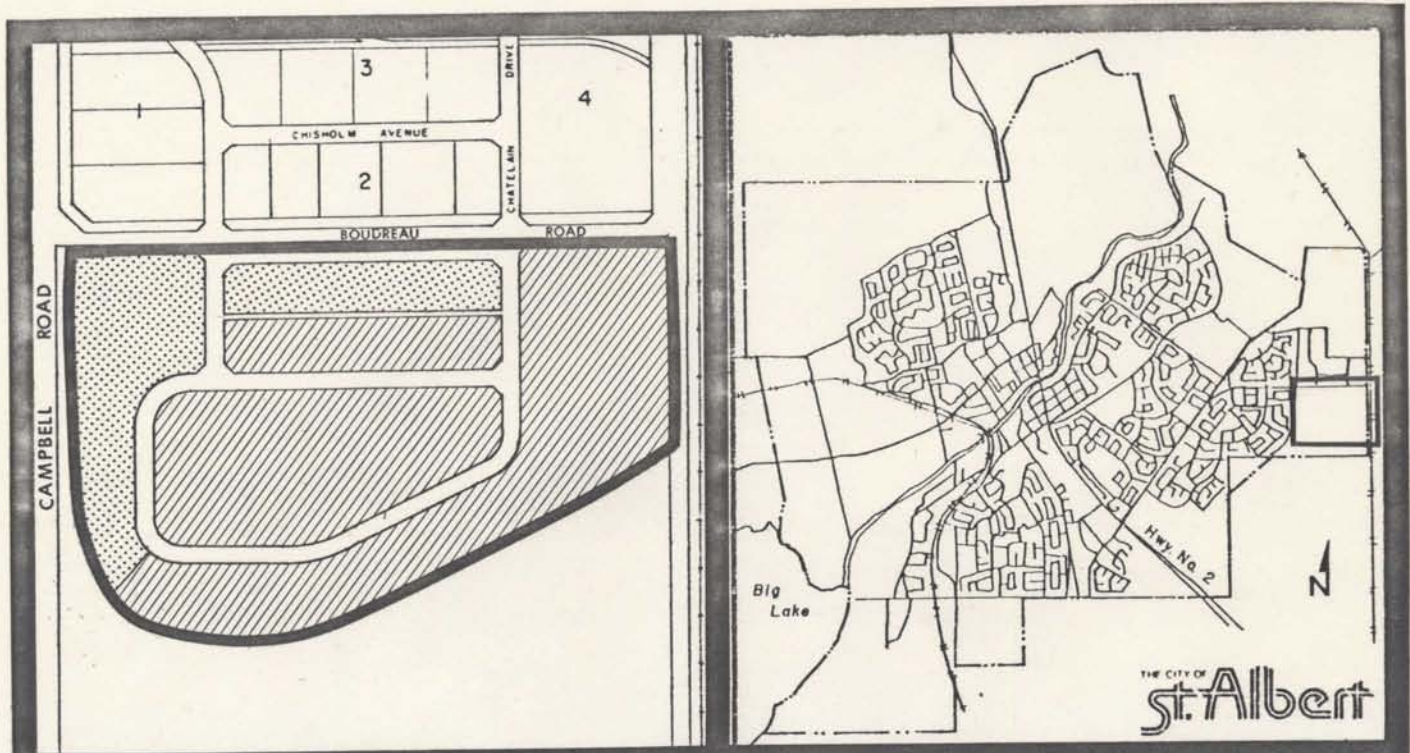 3
DRIVE
4
1
CHISHOLM AVENUE
2
CHATELAIN
BOUDREAU ROAD
CAMPBELL ROAD
Hwy. No. 2
Big
Lake
N
THE CITY OF
St. Albert